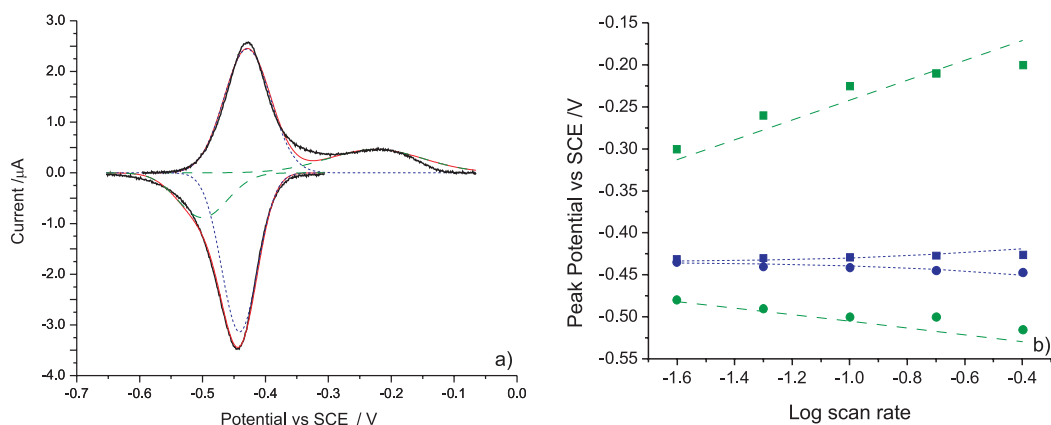 3.0
2.0
1.0
0.0
-1.0
-2.0
-3.0
-4.0
Current /µA
-0.7 -0.6 -0.5 -0.4 -0.3 -0.2 -0.1 0.0
Potential vs SCE / V
a)
-0.15
-0.20
-0.25
-0.30
-0.35
-0.40
-0.45
-0.50
-0.55
Peak Potential vs SCE /V
-1.6 -1.4 -1.2 -1.0 -0.8 -0.6 -0.4
Log scan rate
b)